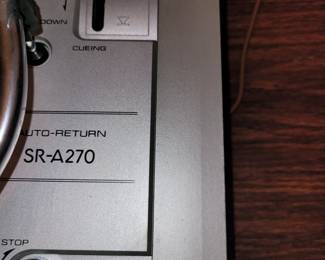 DOWN
CUEING
AUTO-RETURN
SR-A270
STOP